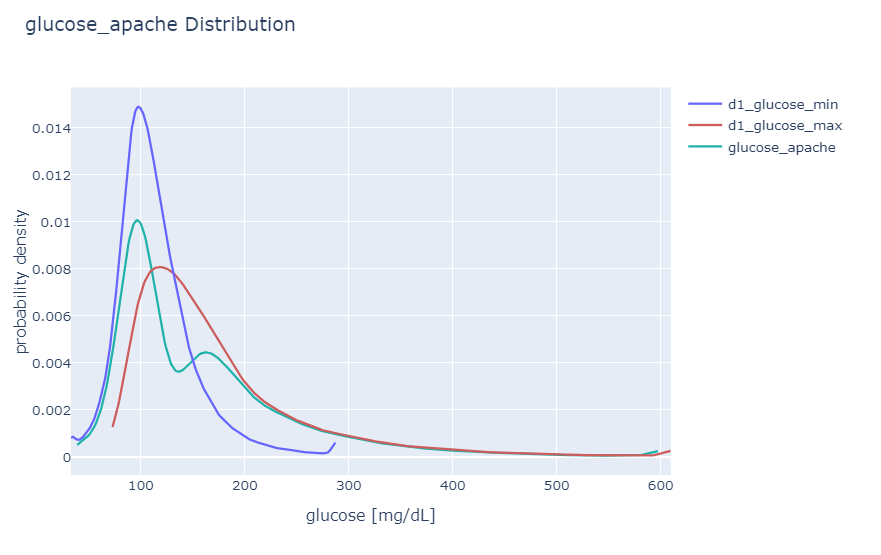 glucose_apache Distribution
d1_glucose_min
d1_glucose_max
glucose_apache
probability density
0.014
0.012
0.01
0.008
0.006
0.004
0.002
0
100
200
300
400
500
600
glucose [mg/dL]